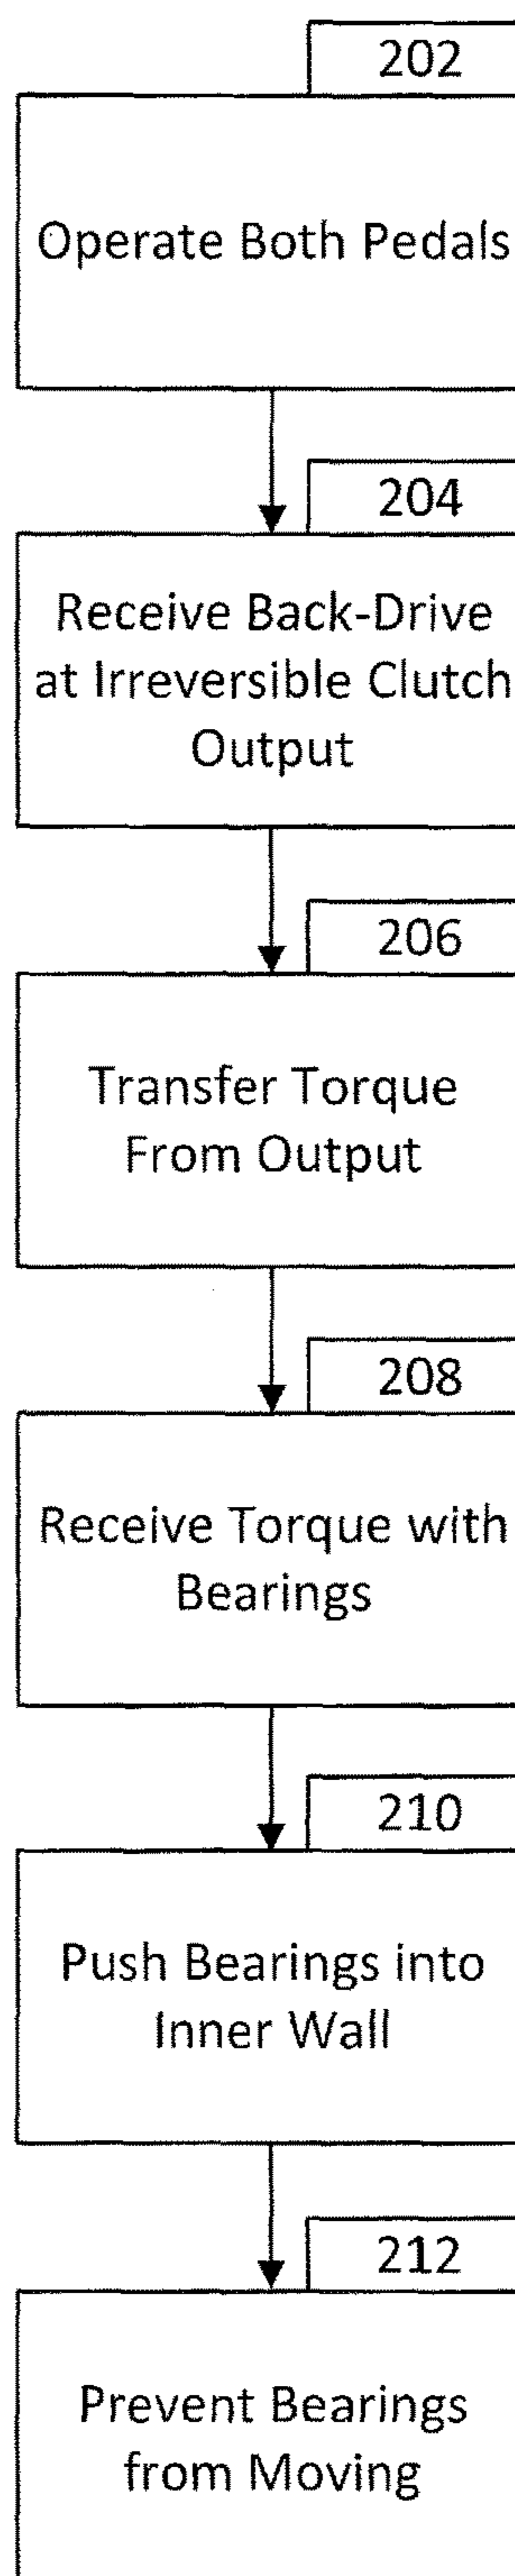 202
Operate Both Pedals
204
Receive Back-Drive
at Irreversible Clutch
Output
206
Transfer Torque
From Output
208
Receive Torque with
Bearings
210
Push Bearings into
Inner Wall
212
Prevent Bearings
from Moving